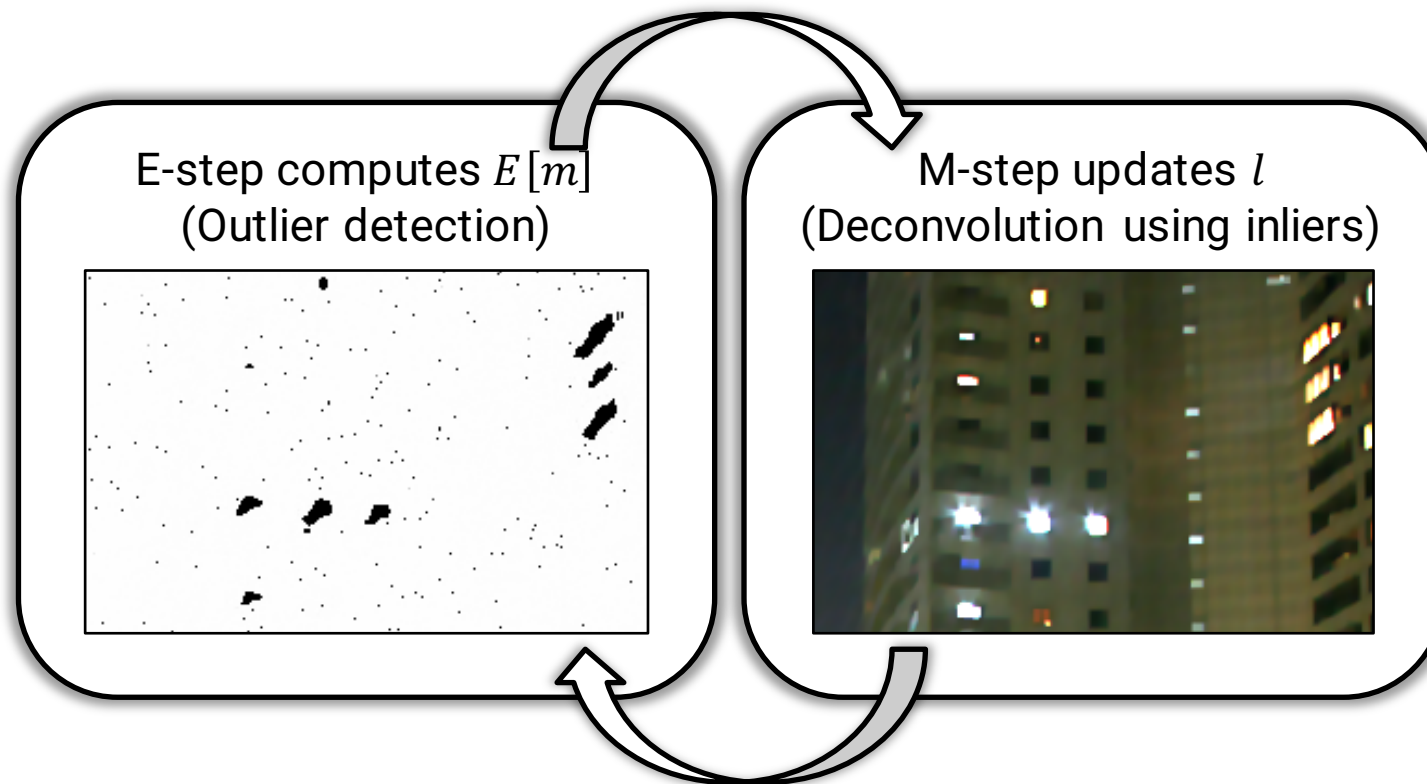 E-step computes E[m]
(Outlier detection)
M-step updates l
(Deconvolution using inliers)